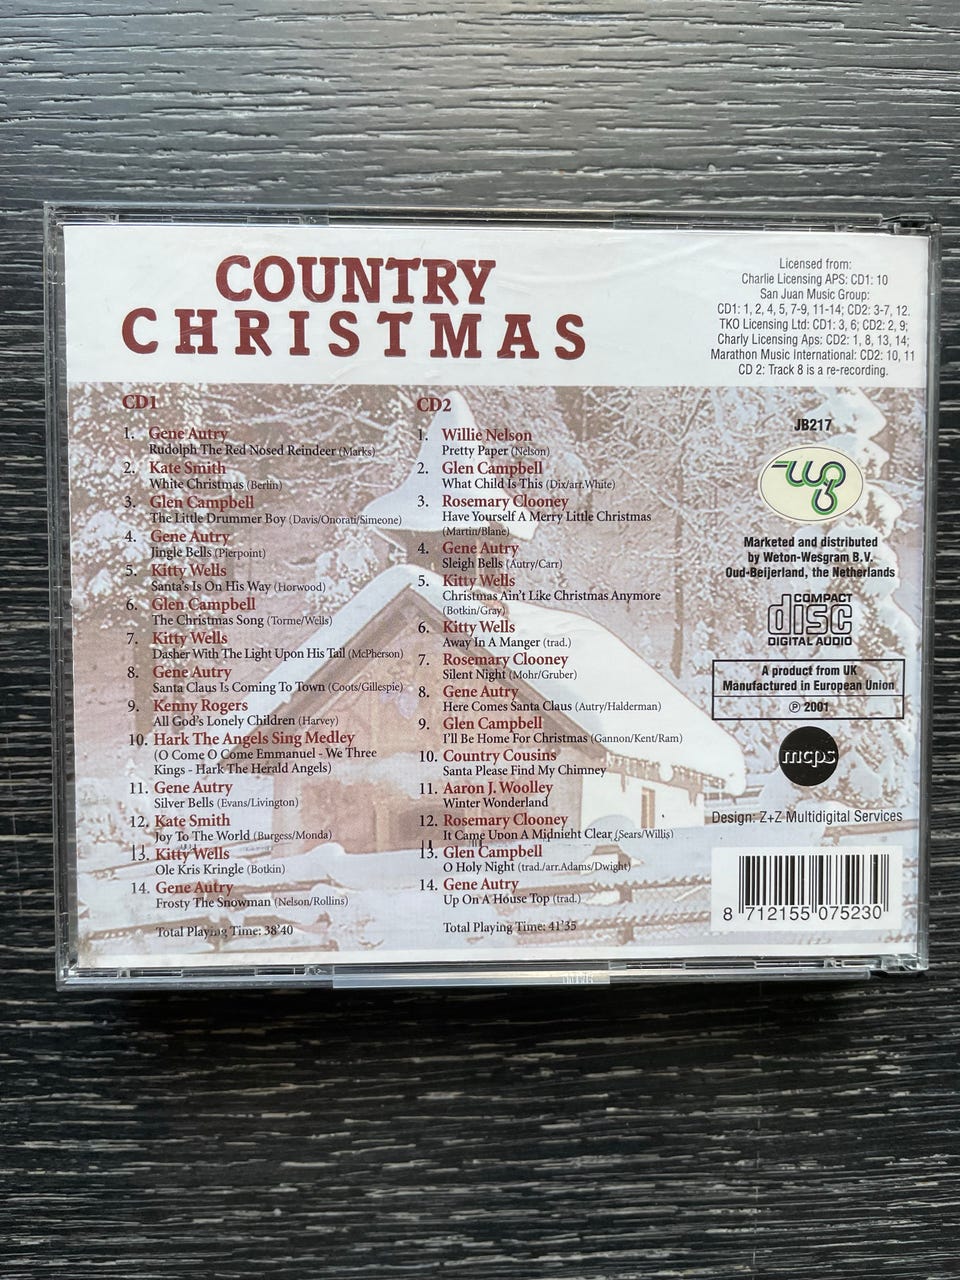 COUNTRY
CHRISTMAS
Licensed from:
Charlie Licensing APS: CD1: 10
San Juan Music Group:
CD1: 1, 2, 4, 5, 7-9, 11-14; CD2: 3-7, 12.
TKO Licensing Ltd: CD1: 3, 6; CD2: 2, 9;
Charly Licensing Aps: CD2: 1, 8, 13, 14;
Marathon Music International: CD2: 10, 11
CD 2: Track 8 is a re-recording.
CD1
1. Gene Autry
Rudolph The Red Nosed Reindeer (Marks)
2. Kate Smith
White Christmas (Berlin)
3. Glen Campbell
The Little Drummer Boy (Davis/Onorati/Simeone)
4. Gene Autry
Jingle Bells (Pierpoint)
5. Kitty Wells
Santa's Is On His Way (Horwood)
6. Glen Campbell
The Christmas Song (Torme/Wells)
7. Kitty Wells
Dasher With The Light Upon His Tail (McPherson)
8. Gene Autry
Santa Claus Is Coming To Town (Coots/Gillespie)
9. Kenny Rogers
All God's Lonely Children (Harvey)
10. Hark The Angels Sing Medley
(O Come O Come Emmanuel - We Three
Kings - Hark The Herald Angels)
11. Gene Autry
Silver Bells (Evans/Livington)
12. Kate Smith
Joy To The World (Burgess/Monda)
13. Kitty Wells
Ole Kris Kringle (Botkin)
14. Gene Autry
Frosty The Snowman (Nelson/Rollins)
Total Playing Time: 38'40
CD2
1. Willie Nelson
Pretty Paper (Nelson)
2. Glen Campbell
What Child Is This (Dix/arr.White)
3. Rosemary Clooney
Have Yourself A Merry Little Christmas
(Martin/Blane)
4. Gene Autry
Sleigh Bells (Autry/Carr)
5. Kitty Wells
Christmas Ain't Like Christmas Anymore
(Botkin/Gray)
6. Kitty Wells
Away In A Manger (trad.)
7. Rosemary Clooney
Silent Night (Mohr/Gruber)
8. Gene Autry
Here Comes Santa Claus (Autry/Halderman)
9. Glen Campbell
I'll Be Home For Christmas (Gannon/Kent/Ram)
10. Country Cousins
Santa Please Find My Chimney
11. Aaron J. Woolley
Winter Wonderland
12. Rosemary Clooney
It Came Upon A Midnight Clear (Sears/Willis)
13. Glen Campbell
O Holy Night (trad./arr.Adams/Dwight)
14. Gene Autry
Up On A House Top (trad.)
Total Playing Time: 41'35
JB217
Marketed and distributed
by Weton-Wesgram B.V.
Oud-Beijerland, the Netherlands
COMPACT
disc
DIGITAL AUDIO
A product from UK
Manufactured in European Union
℗ 2001
mcps
Design: Z+Z Multidigital Services
8 712155 075230